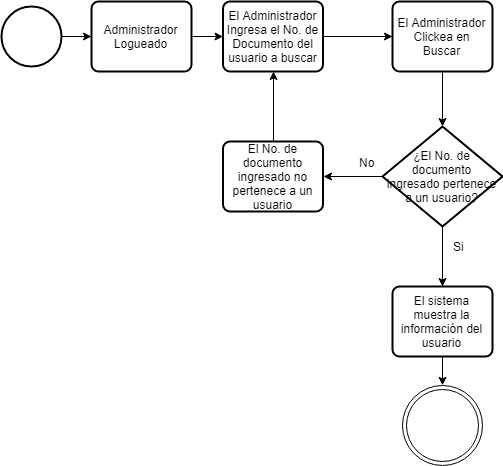 Administrador
Logueado
El Administrador
Ingresa el No. de
Documento del
usuario a buscar
El Administrador
Clickea en
Buscar
El No. de
documento
ingresado no
pertenece a un
usuario
No
¿El No. de
documento
ingresado pertenece
a un usuario?
Si
El sistema
muestra la
información del
usuario